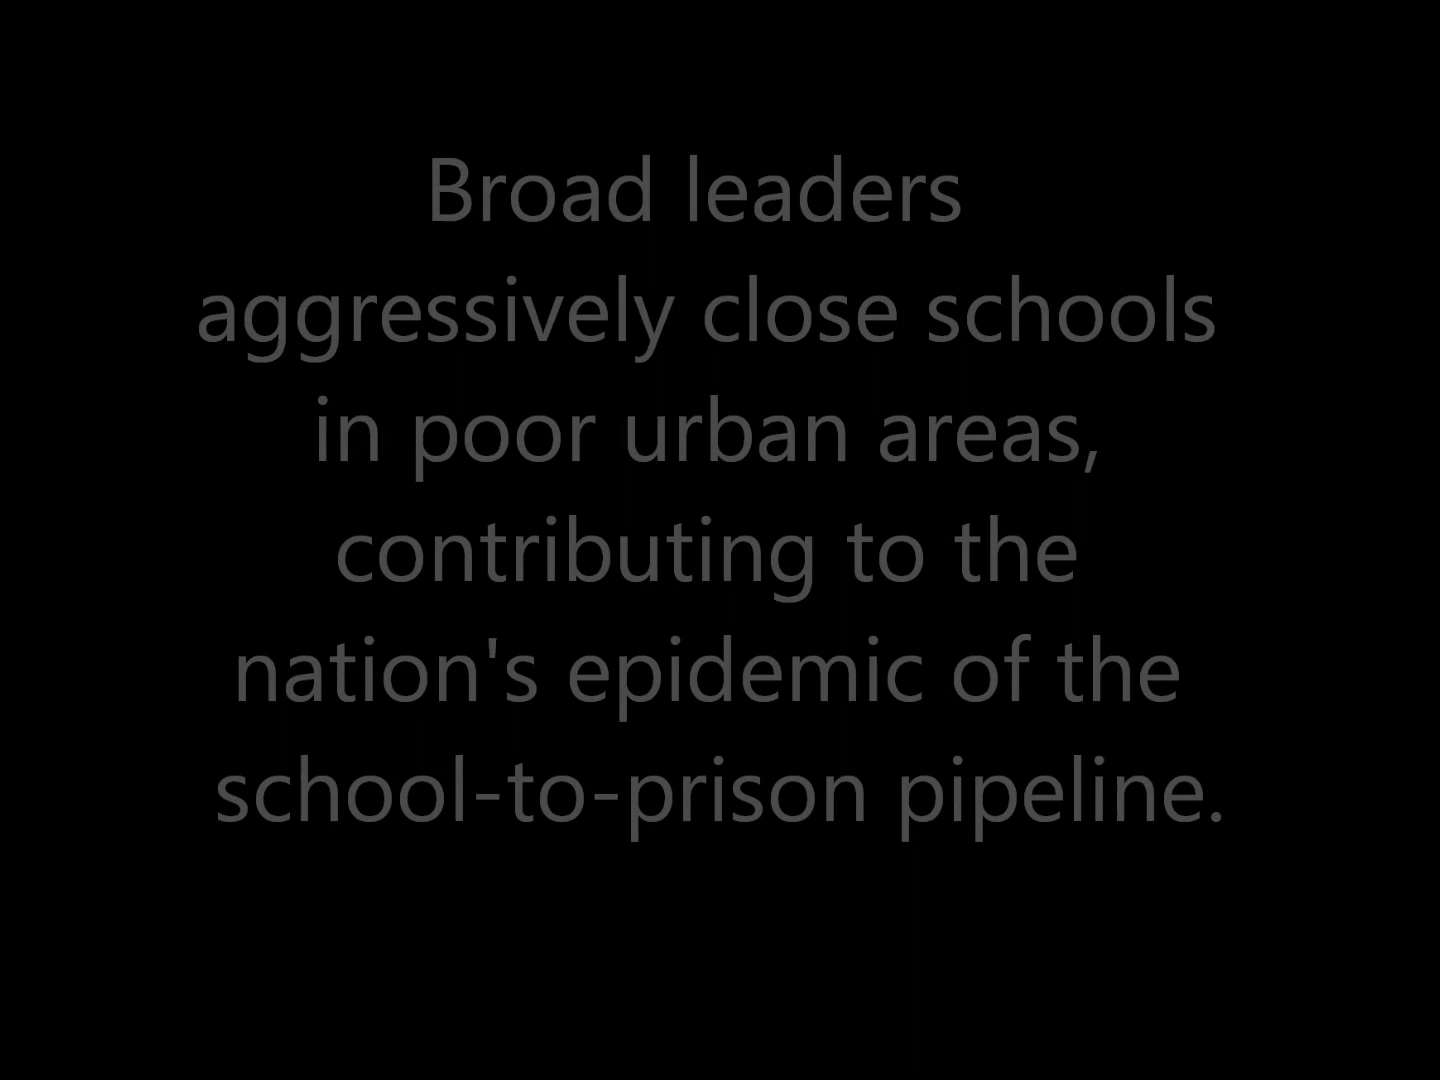 Broad leaders
aggressively close schools
in poor urban areas,
contributing to the
nation's epidemic of the
school-to-prison pipeline.